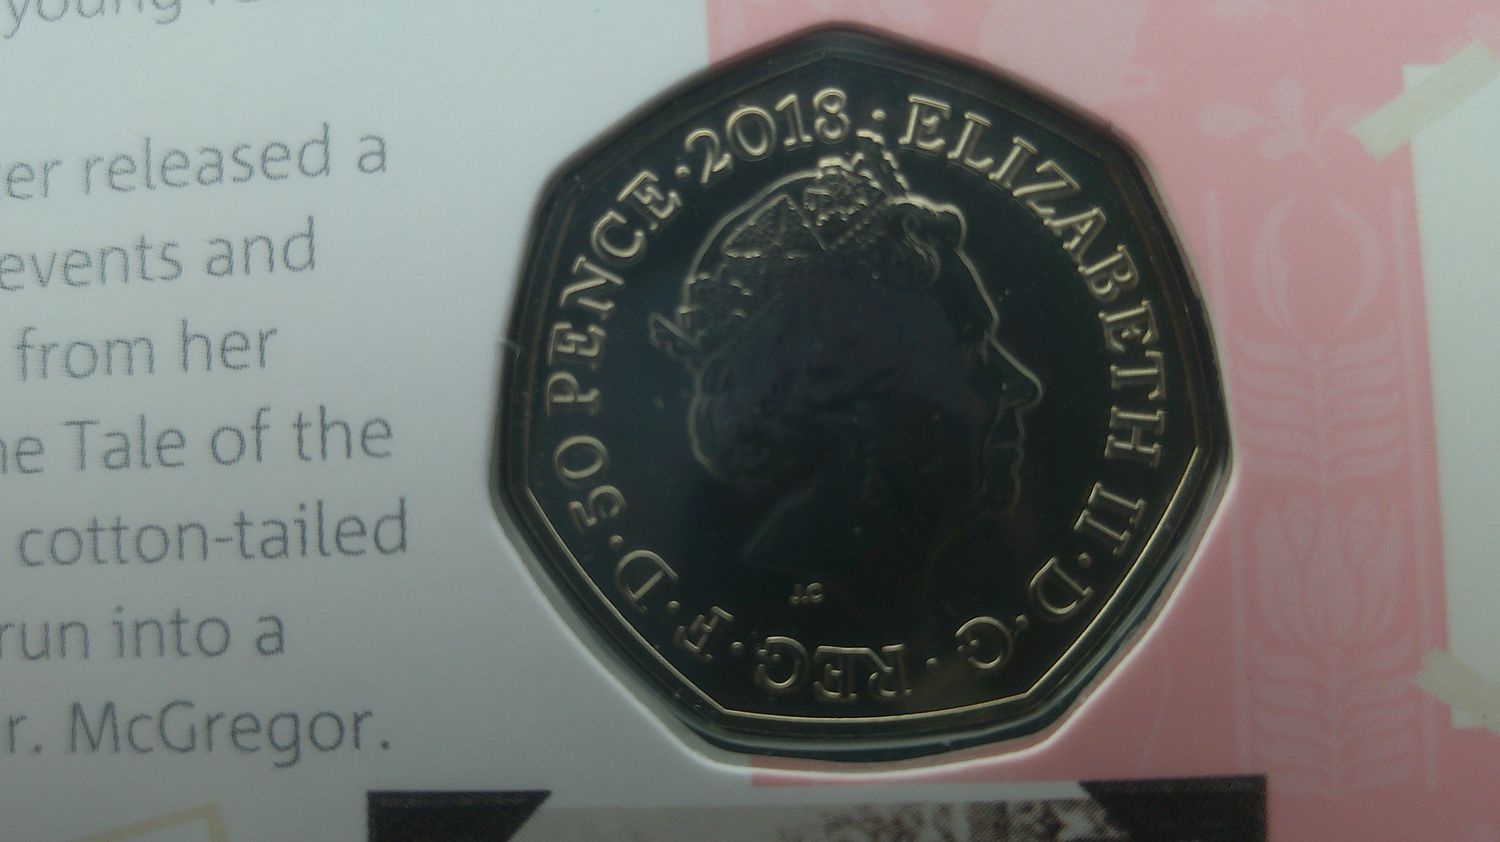 young
er released a
events and
from her
he Tale of the
cotton-tailed
run into a
r. McGregor.
ELIZABETH II · D · G · REG · F · D · 50 PENCE · 2018 ·